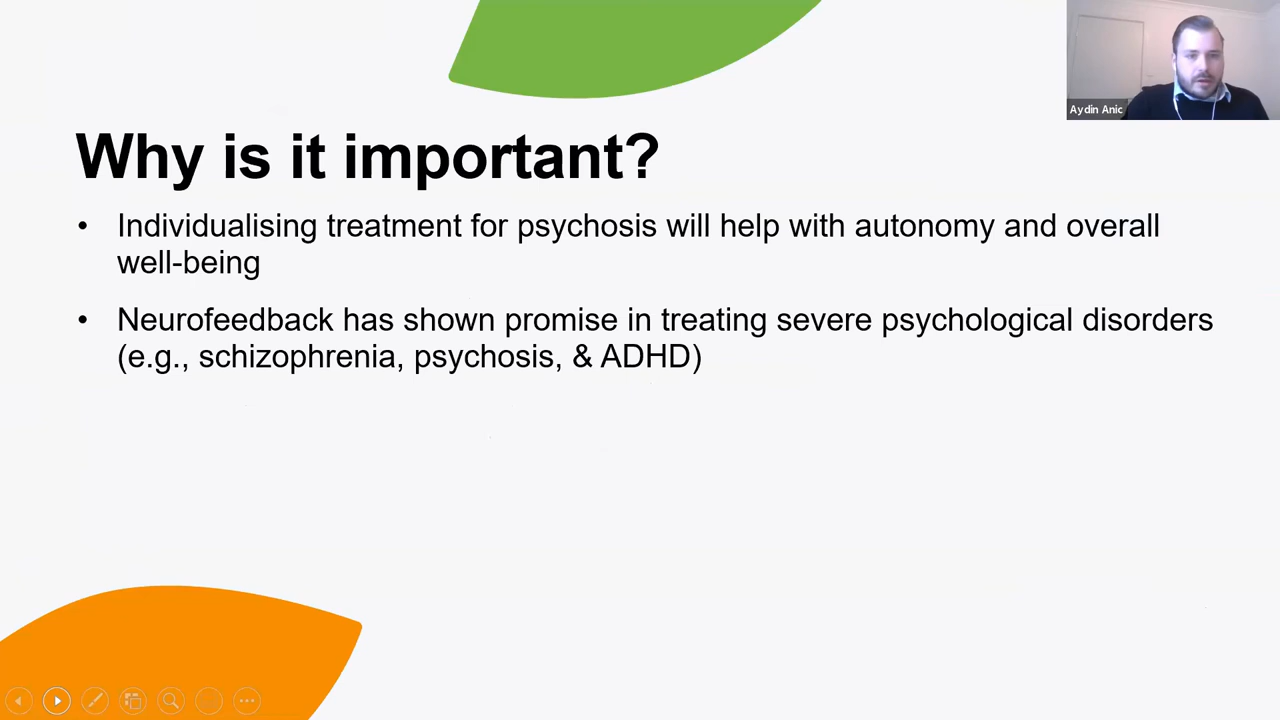 Aydin Anic
Why is it important?
• Individualising treatment for psychosis will help with autonomy and overall
well-being
• Neurofeedback has shown promise in treating severe psychological disorders
(e.g., schizophrenia, psychosis, & ADHD)